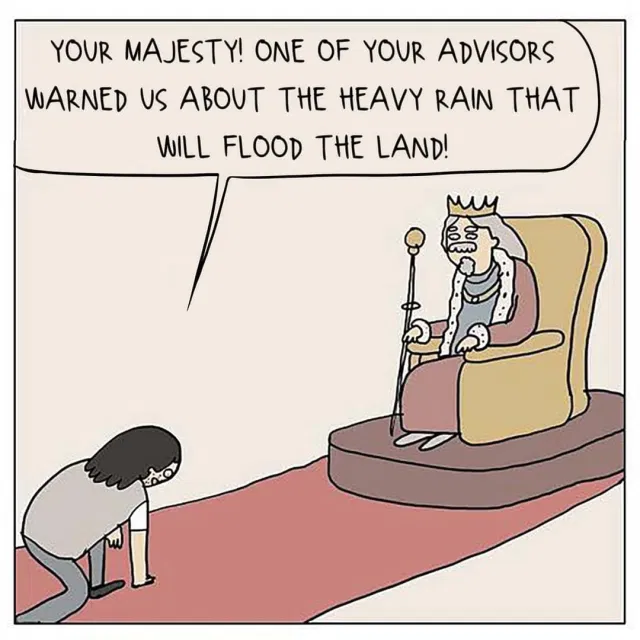 YOUR MAJESTY! ONE OF YOUR ADVISORS
WARNED US ABOUT THE HEAVY RAIN THAT
WILL FLOOD THE LAND!